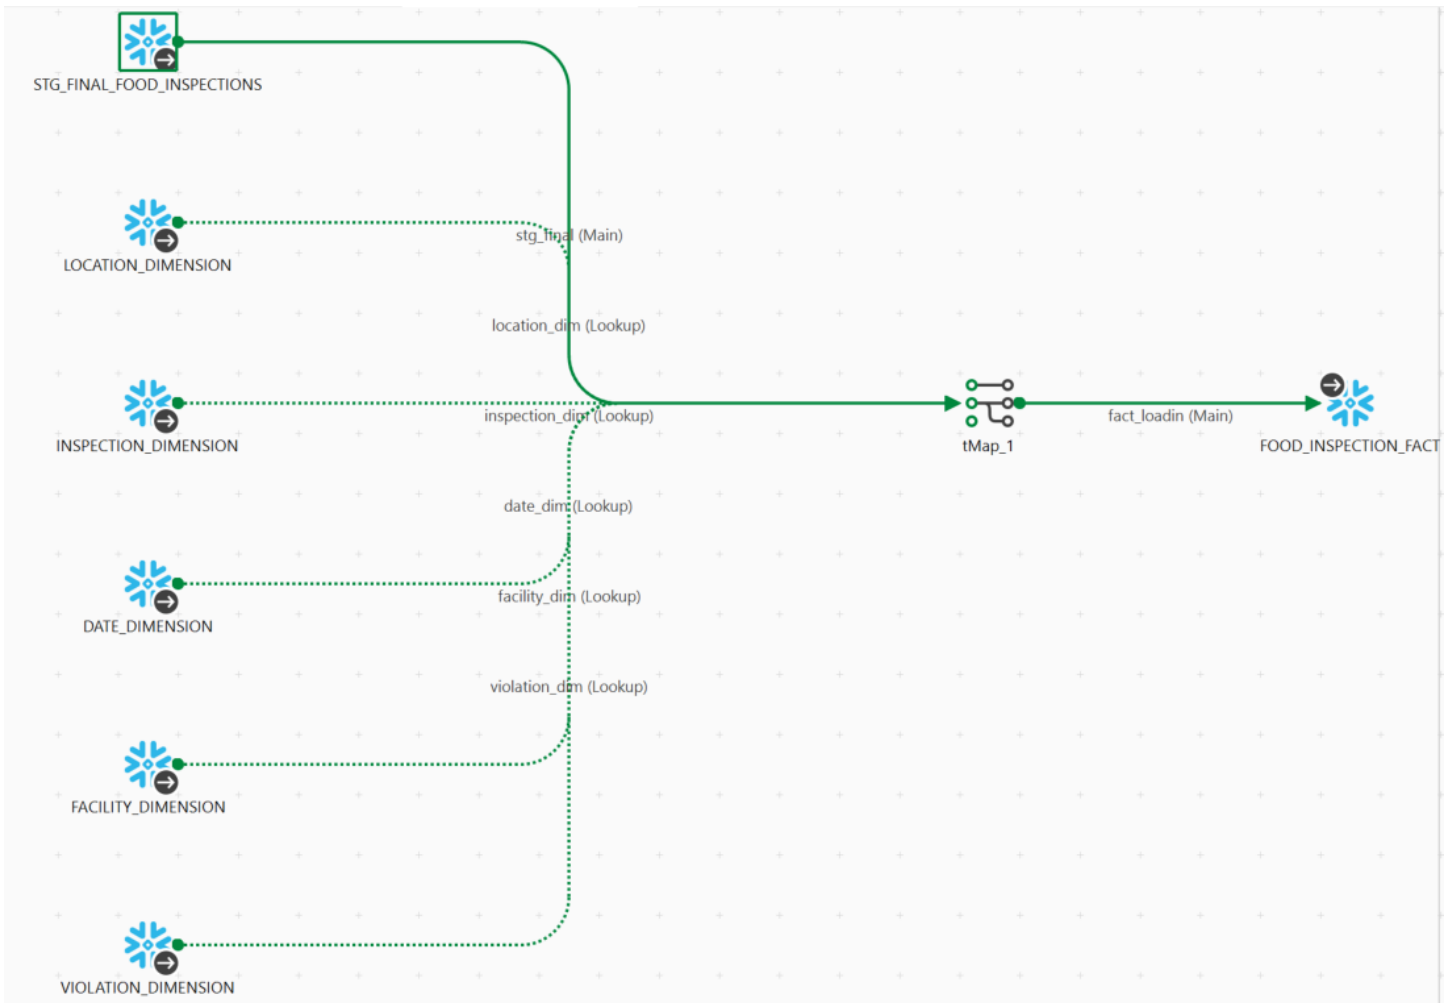 STG_FINAL_FOOD_INSPECTIONS
stg_final (Main)
LOCATION_DIMENSION
location_dim (Lookup)
inspection_dim (Lookup)
fact_loadin (Main)
INSPECTION_DIMENSION
tMap_1
FOOD_INSPECTION_FACT
date_dim (Lookup)
facility_dim (Lookup)
DATE_DIMENSION
violation_dim (Lookup)
FACILITY_DIMENSION
VIOLATION_DIMENSION